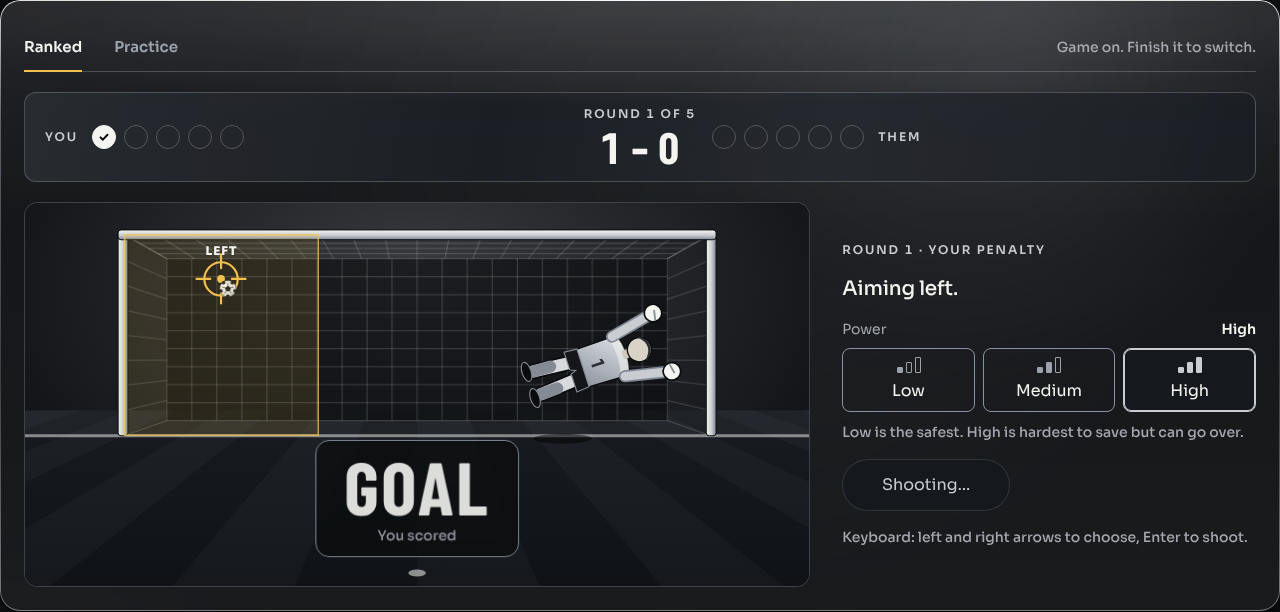 Ranked
Practice
Game on. Finish it to switch.
YOU
ROUND 1 OF 5
1 - 0
THEM
LEFT
1
GOAL
You scored
ROUND 1 · YOUR PENALTY
Aiming left.
Power
High
Low
Medium
High
Low is the safest. High is hardest to save but can go over.
Shooting...
Keyboard: left and right arrows to choose, Enter to shoot.